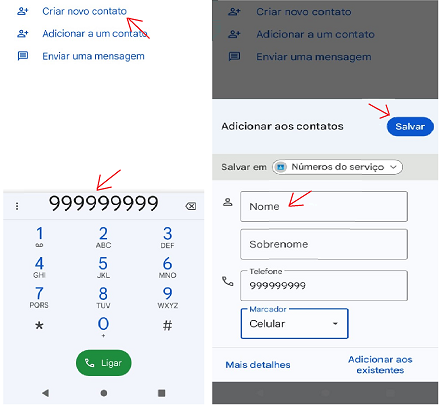 Criar novo contato
Adicionar a um contato
Enviar uma mensagem
999999999
1
2
ABC
3
DEF
4
GHI
5
JKL
6
MNO
7
PQRS
8
TUV
9
WXYZ
*
0
+
#
Ligar
Criar novo contato
Adicionar a um contato
Enviar uma mensagem
Adicionar aos contatos
Salvar
Salvar em
Números do serviço
Nome
Sobrenome
Telefone
999999999
Marcador
Celular
Mais detalhes
Adicionar aos
existentes